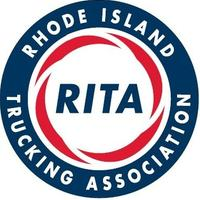 RHODE ISLAND
RITA
TRUCKING ASSOCIATION